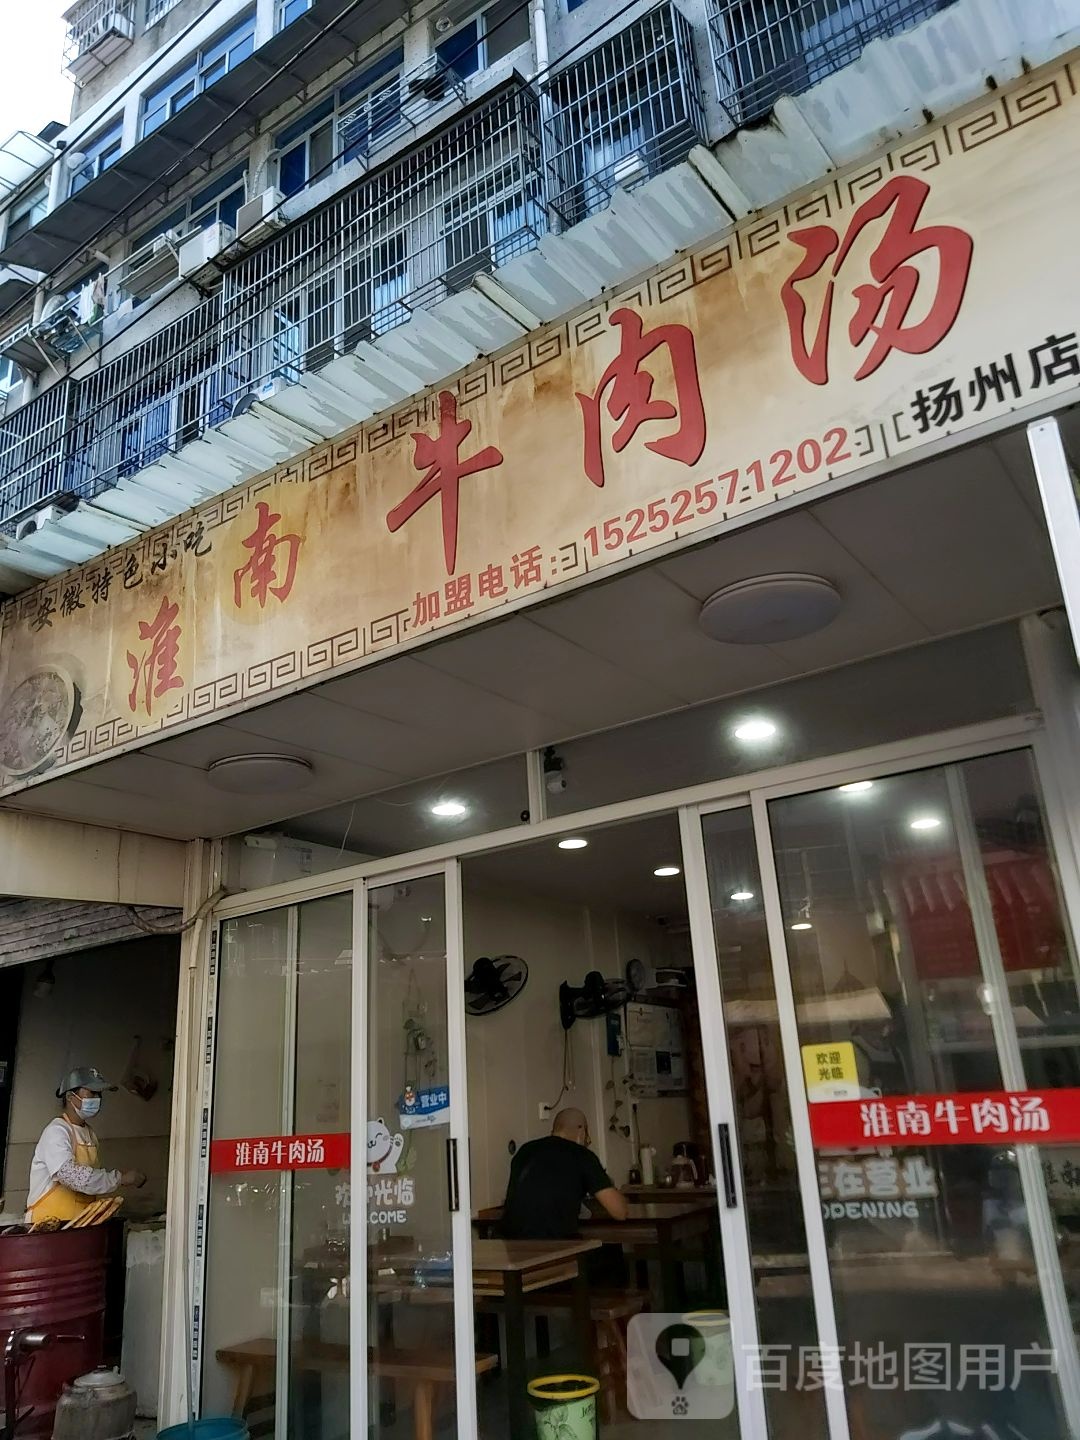 安徽特色小吃
淮南牛肉汤
加盟电话：15252571202
扬州店
营业中
欢迎
光临
淮南牛肉汤
淮南牛肉汤
欢迎光临
WELCOME
正在营业
OPENING
百度地图用户